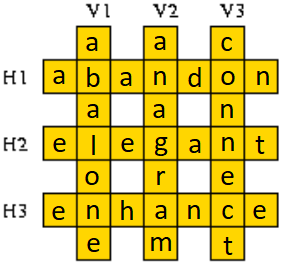 V1 V2 V3
a a c
H1 a b a n d o n
a a n
H2 e l e g a n t
o r e
H3 e n h a n c e
e m t